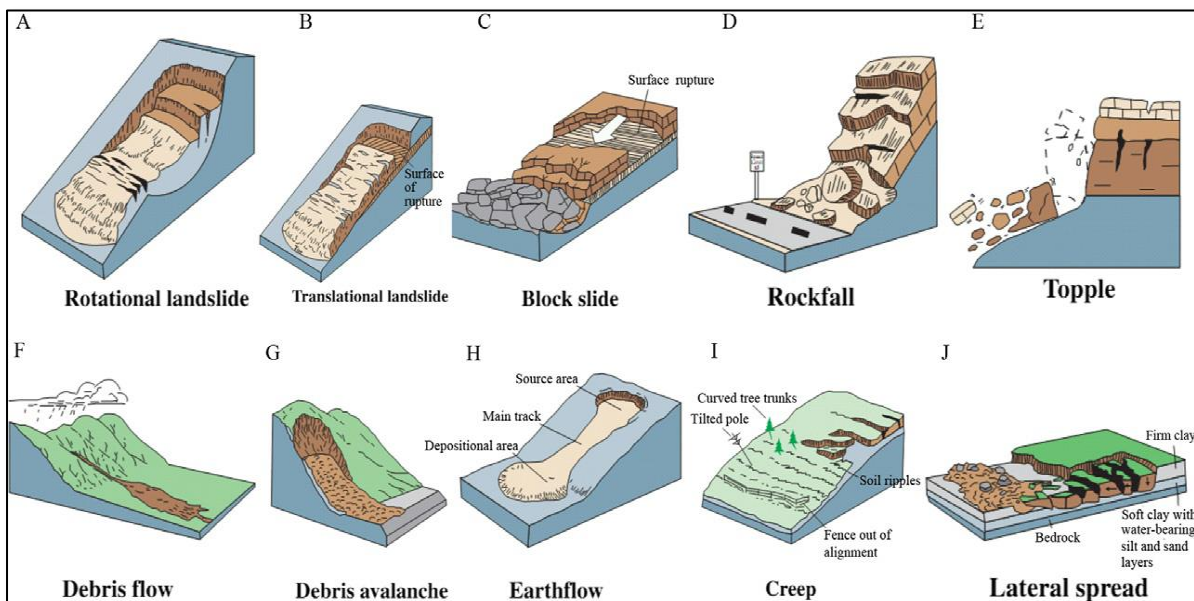 A
B
C
D
E
Surface rupture
Surface
of
rupture
Rotational landslide
Translational landslide
Block slide
Rockfall
Topple
F
G
H
I
J
Source area
Main track
Depositional area
Curved tree trunks
Tilted pole
Soil ripples
Fence out of
alignment
Firm clay
Soft clay with
water-bearing
silt and sand
layers
Bedrock
Debris flow
Debris avalanche
Earthflow
Creep
Lateral spread